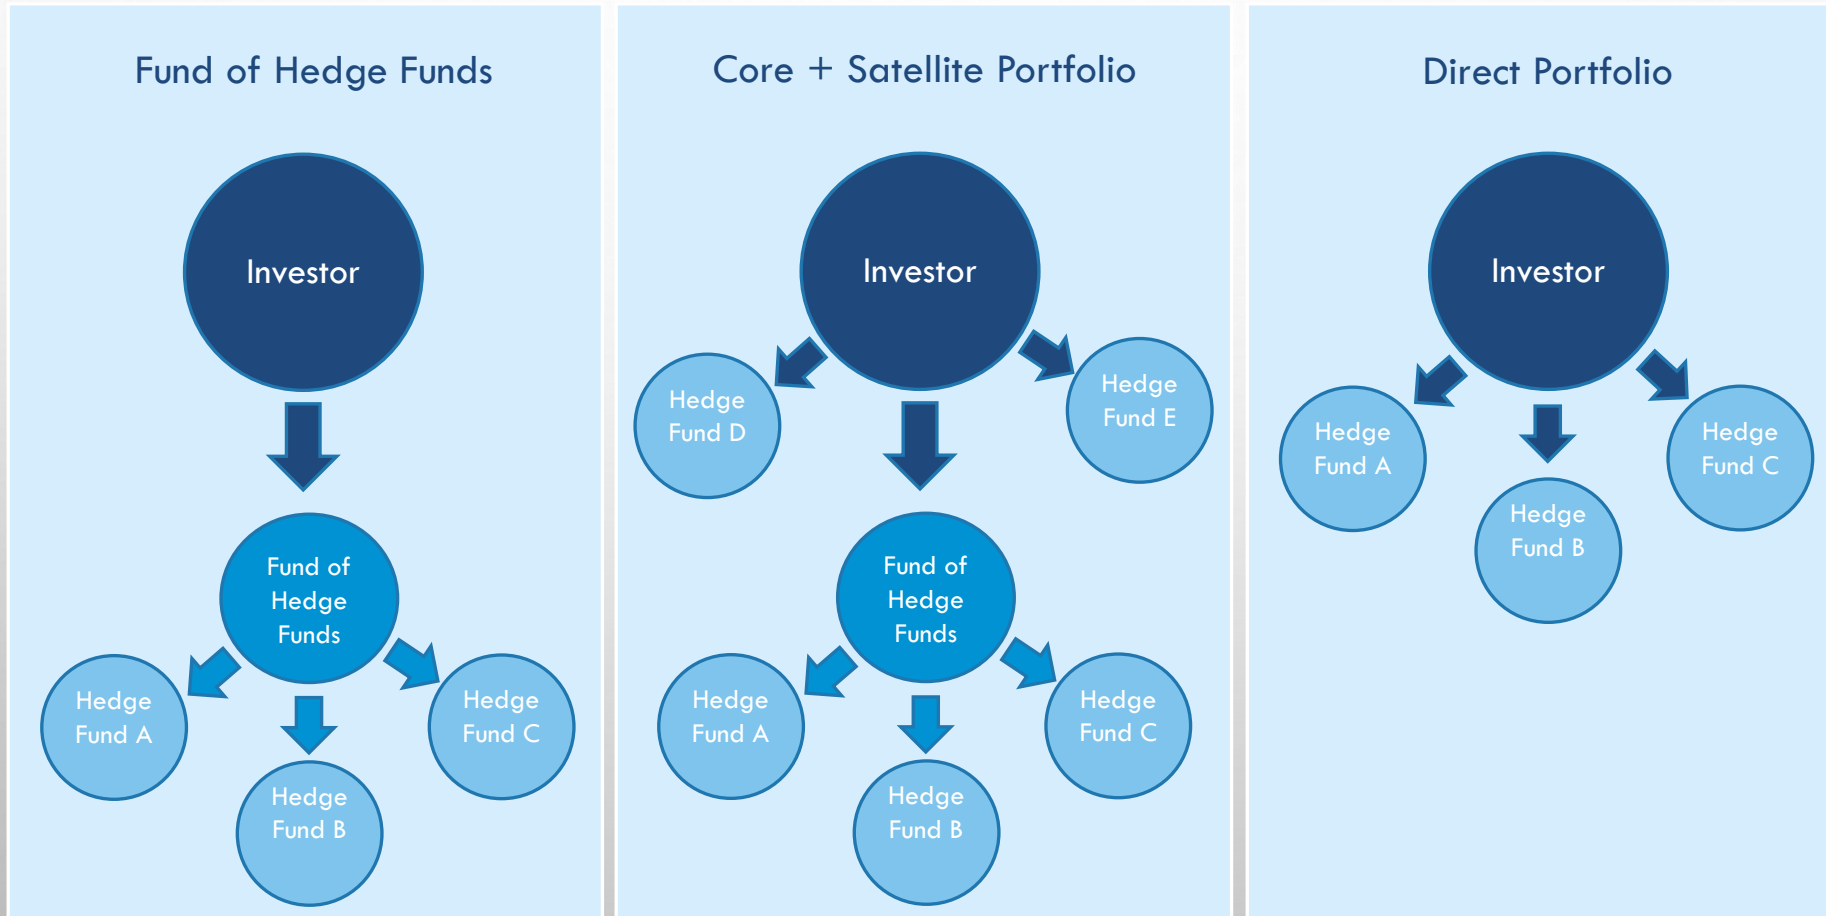 Fund of Hedge Funds
Investor
Fund of
Hedge
Funds
Hedge
Fund A
Hedge
Fund B
Hedge
Fund C
Core + Satellite Portfolio
Investor
Hedge
Fund D
Hedge
Fund E
Fund of
Hedge
Funds
Hedge
Fund A
Hedge
Fund B
Hedge
Fund C
Direct Portfolio
Investor
Hedge
Fund A
Hedge
Fund B
Hedge
Fund C